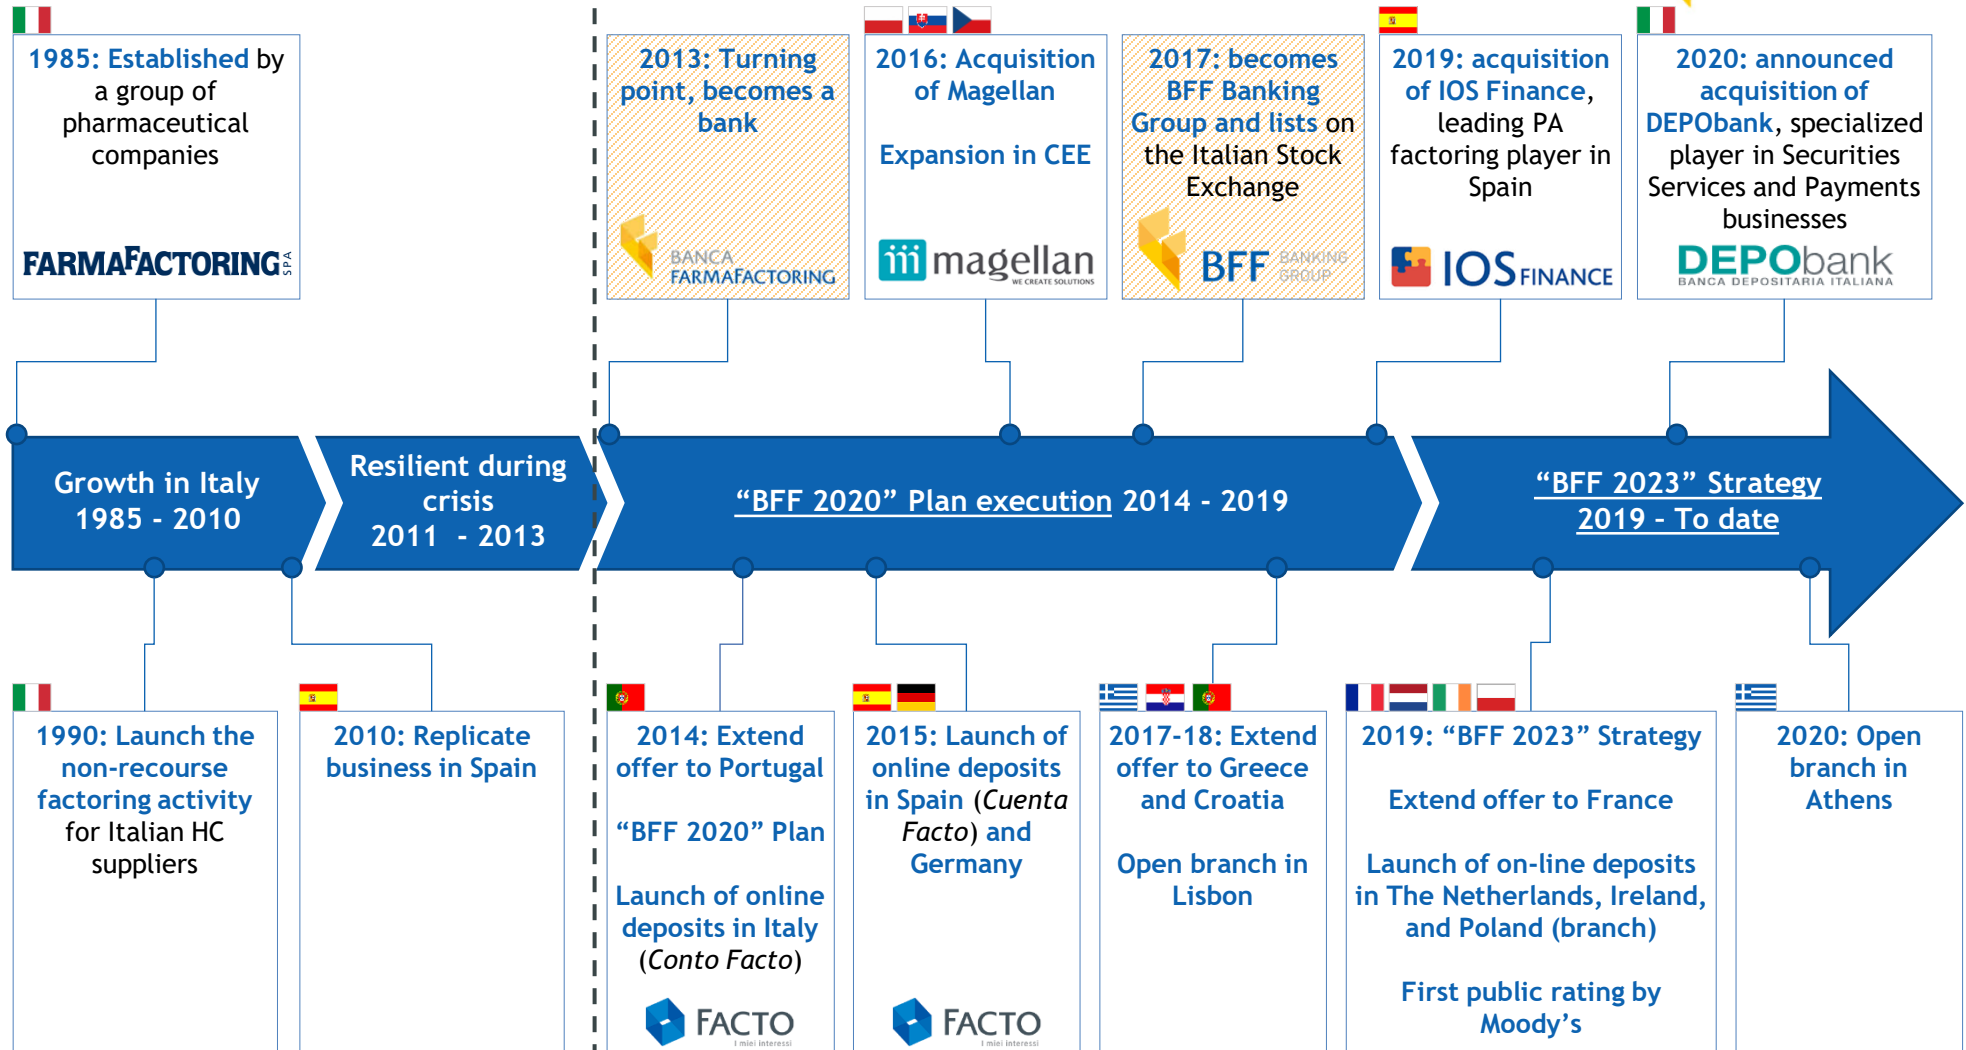 1985: Established by
a group of
pharmaceutical
companies
FARMAFACTORING SPA
2013: Turning
point, becomes a
bank
BANCA
FARMAFACTORING
2016: Acquisition
of Magellan
Expansion in CEE
magellan
WE CREATE SOLUTIONS
2017: becomes
BFF Banking
Group and lists on
the Italian Stock
Exchange
BFF BANKING
GROUP
2019: acquisition
of IOS Finance,
leading PA
factoring player in
Spain
IOS FINANCE
2020: announced
acquisition of
DEPObank, specialized
player in Securities
Services and Payments
businesses
DEPObank
BANCA DEPOSITARIA ITALIANA
Growth in Italy
1985 - 2010
Resilient during
crisis
2011 - 2013
“BFF 2020” Plan execution 2014 - 2019
“BFF 2023” Strategy
2019 - To date
1990: Launch the
non-recourse
factoring activity
for Italian HC
suppliers
2010: Replicate
business in Spain
2014: Extend
offer to Portugal
“BFF 2020” Plan
Launch of online
deposits in Italy
(Conto Facto)
FACTO
I miei interessi
2015: Launch of
online deposits
in Spain (Cuenta
Facto) and
Germany
FACTO
I miei interessi
2017-18: Extend
offer to Greece
and Croatia
Open branch in
Lisbon
2019: “BFF 2023” Strategy
Extend offer to France
Launch of on-line deposits
in The Netherlands, Ireland,
and Poland (branch)
First public rating by
Moody’s
2020: Open
branch in
Athens